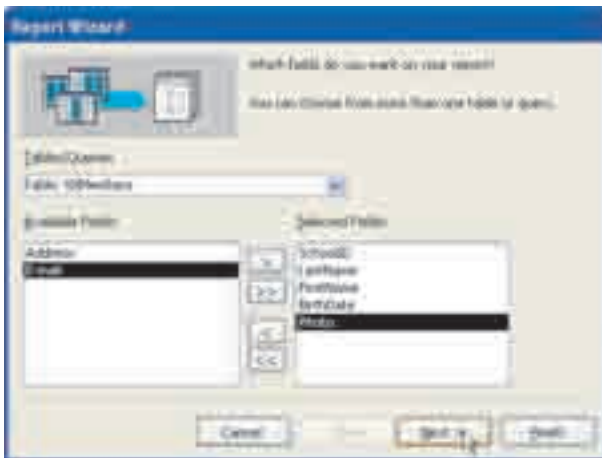 Report Wizard
Which fields do you want on your report?
You can choose from more than one table or query.
Tables/Queries
Available Fields:
Selected Fields:
Address
E-mail
SchoolID
LastName
FirstName
BirthDate
Photo
>
>>
<
<<
Cancel
Next >
Finish